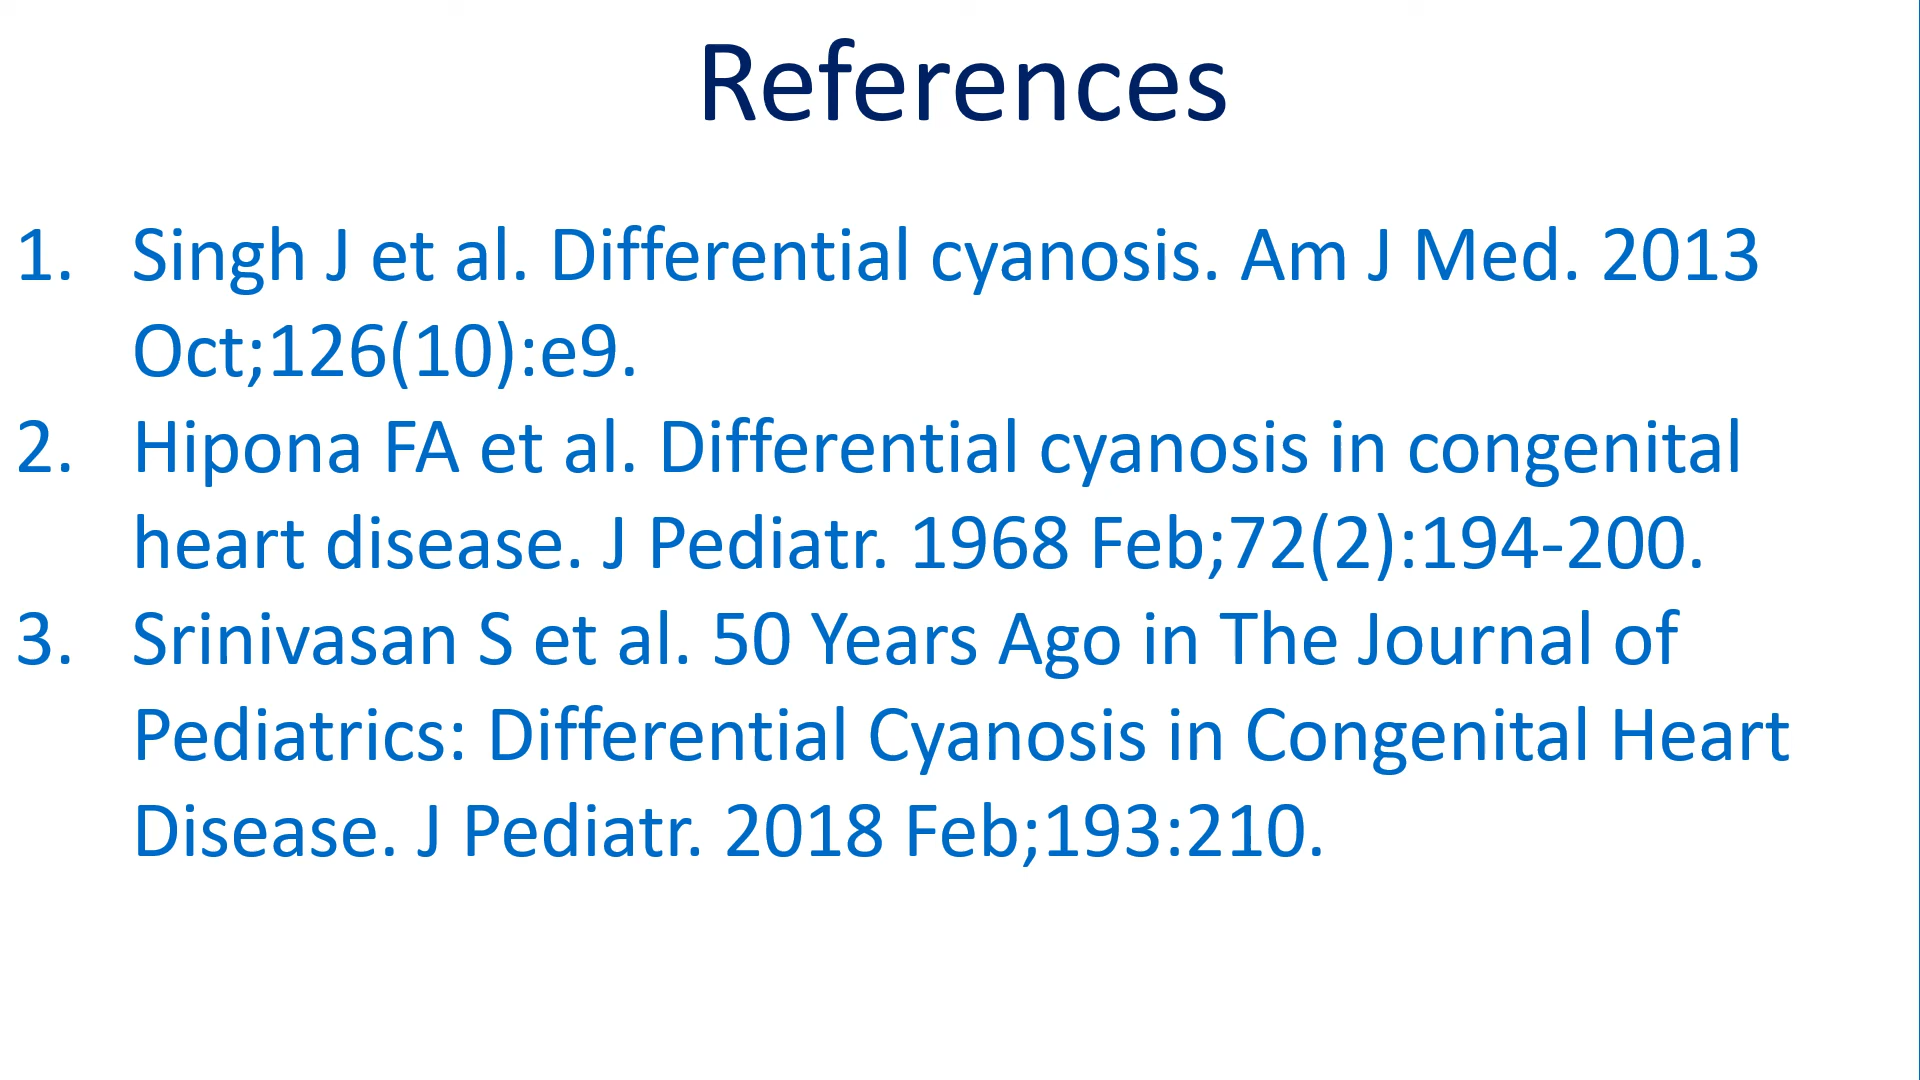 References
1. Singh J et al. Differential cyanosis. Am J Med. 2013
Oct;126(10):e9.
2. Hipona FA et al. Differential cyanosis in congenital
heart disease. J Pediatr. 1968 Feb;72(2):194-200.
3. Srinivasan S et al. 50 Years Ago in The Journal of
Pediatrics: Differential Cyanosis in Congenital Heart
Disease. J Pediatr. 2018 Feb;193:210.